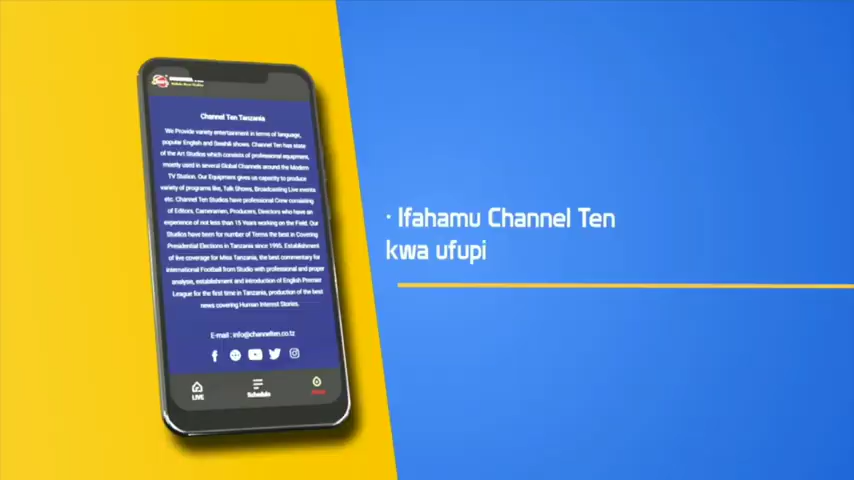 Channel Ten Tanzania
We Provide variety entertainment in terms of language,
popular English and Swahili shows. Channel Ten has state
of the Art Studios which consists of professional equipment,
mostly used in several Global Channels around the Modern
TV Station. Our Equipment gives us capacity to produce
variety of programs like, Talk Shows, Broadcasting Live events
etc. Channel Ten Studios have professional Crew consisting
of Editors, Cameramen, Producers, Directors who have an
experience of not less than 15 Years working on the Field. Our
Studios have been for number of Terms the best in Covering
Presidential Elections in Tanzania since 1995. Establishment
of live coverage for Miss Tanzania, the best commentary for
international Football from Studio with professional and proper
analysis, establishment and introduction of English Premier
League for the first time in Tanzania, production of the best
news covering Human Interest Stories.
E-mail : info@channelten.co.tz
LIVE
Schedule
· Ifahamu Channel Ten
kwa ufupi